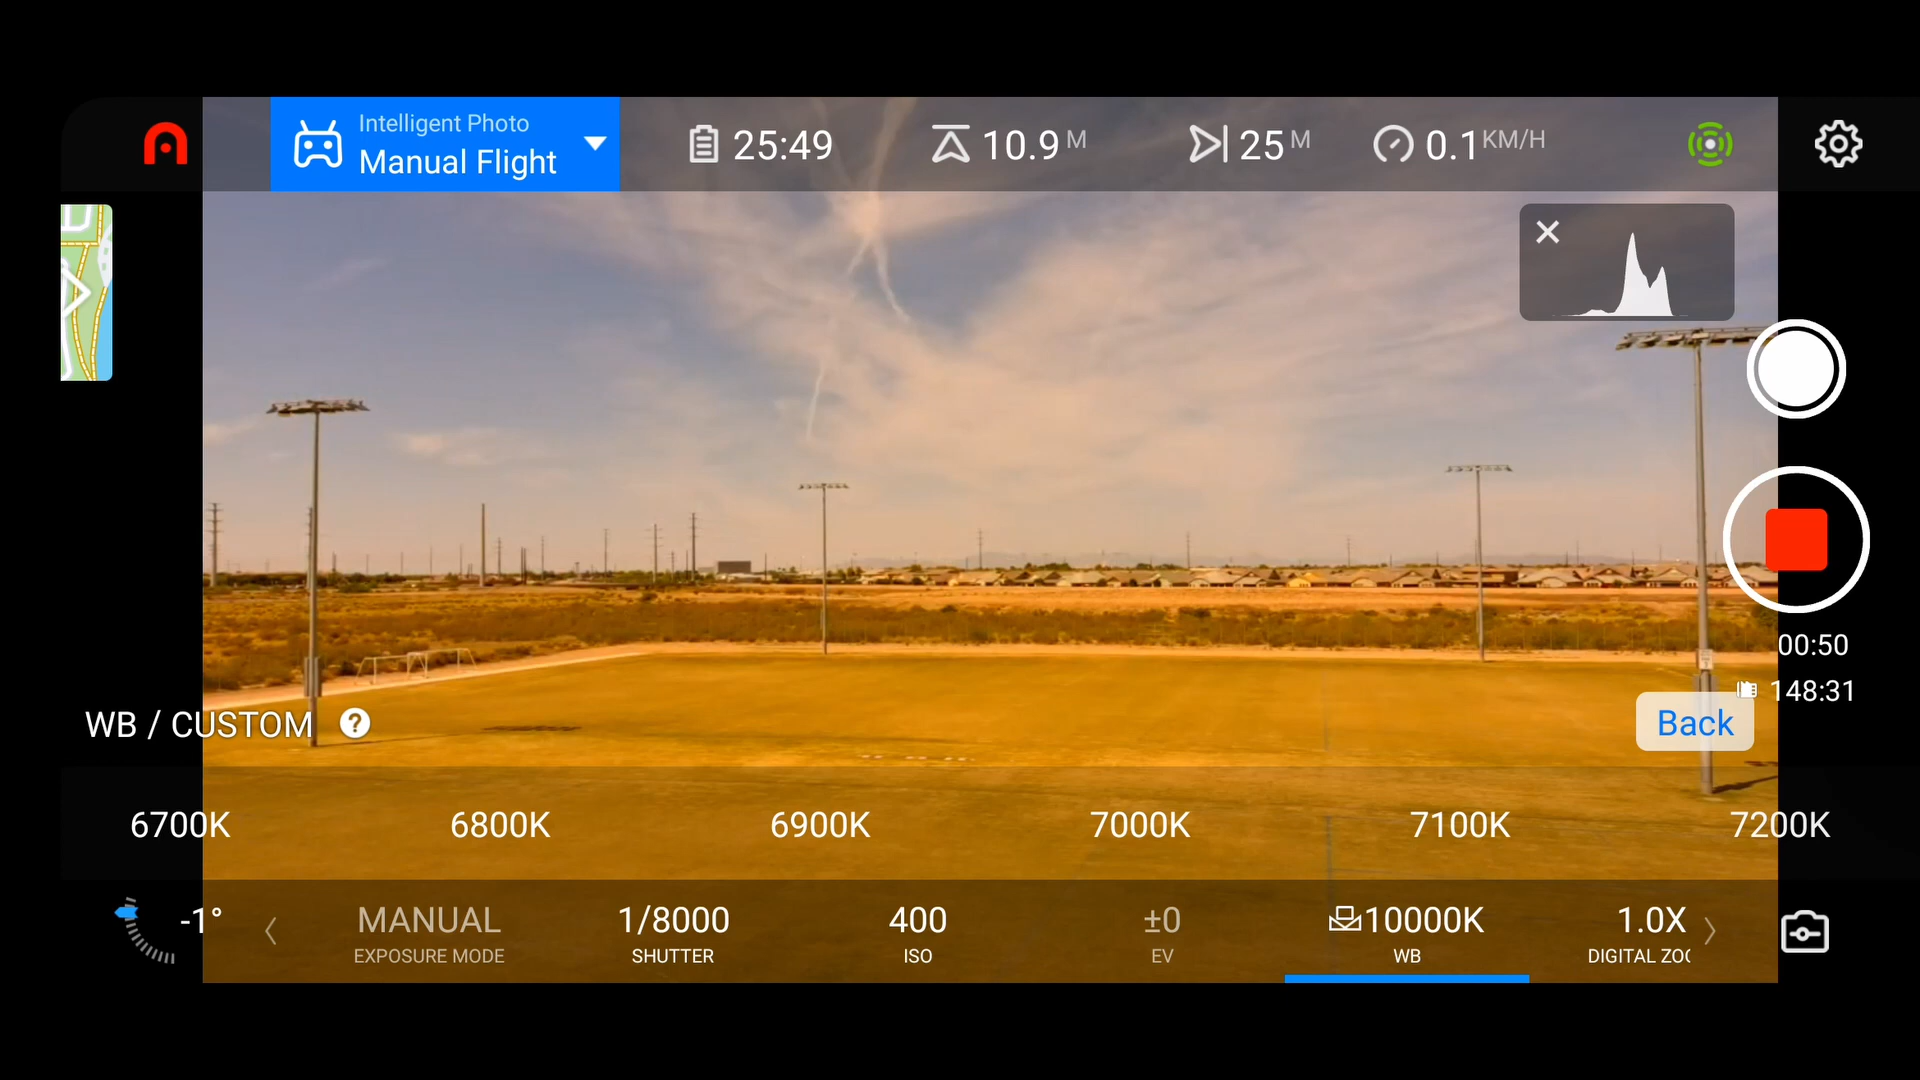 Intelligent Photo
Manual Flight
25:49
10.9 M
25 M
0.1 KM/H
00:50
148:31
WB / CUSTOM
?
Back
6700K
6800K
6900K
7000K
7100K
7200K
-1°
MANUAL
EXPOSURE MODE
1/8000
SHUTTER
400
ISO
±0
EV
10000K
WB
1.0X
DIGITAL ZO